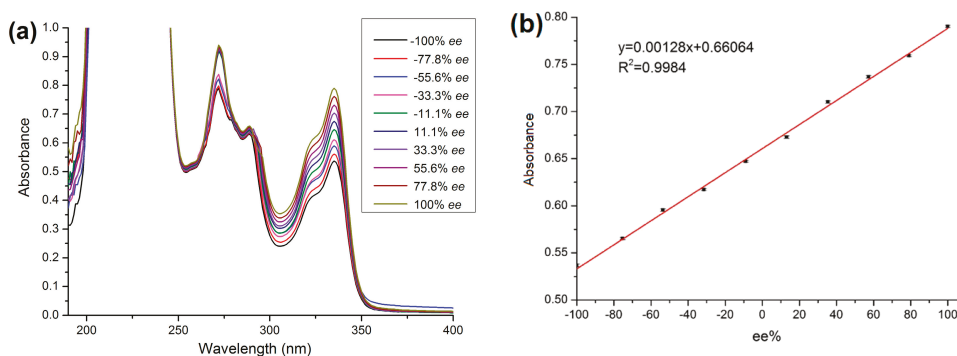 (a)
Absorbance
1.0
0.9
0.8
0.7
0.6
0.5
0.4
0.3
0.2
0.1
0.0
200
250
300
350
400
Wavelength (nm)
-100% ee
-77.8% ee
-55.6% ee
-33.3% ee
-11.1% ee
11.1% ee
33.3% ee
55.6% ee
77.8% ee
100% ee
(b)
Absorbance
0.80
0.75
0.70
0.65
0.60
0.55
0.50
y=0.00128x+0.66064
R²=0.9984
-100
-80
-60
-40
-20
0
20
40
60
80
100
ee%